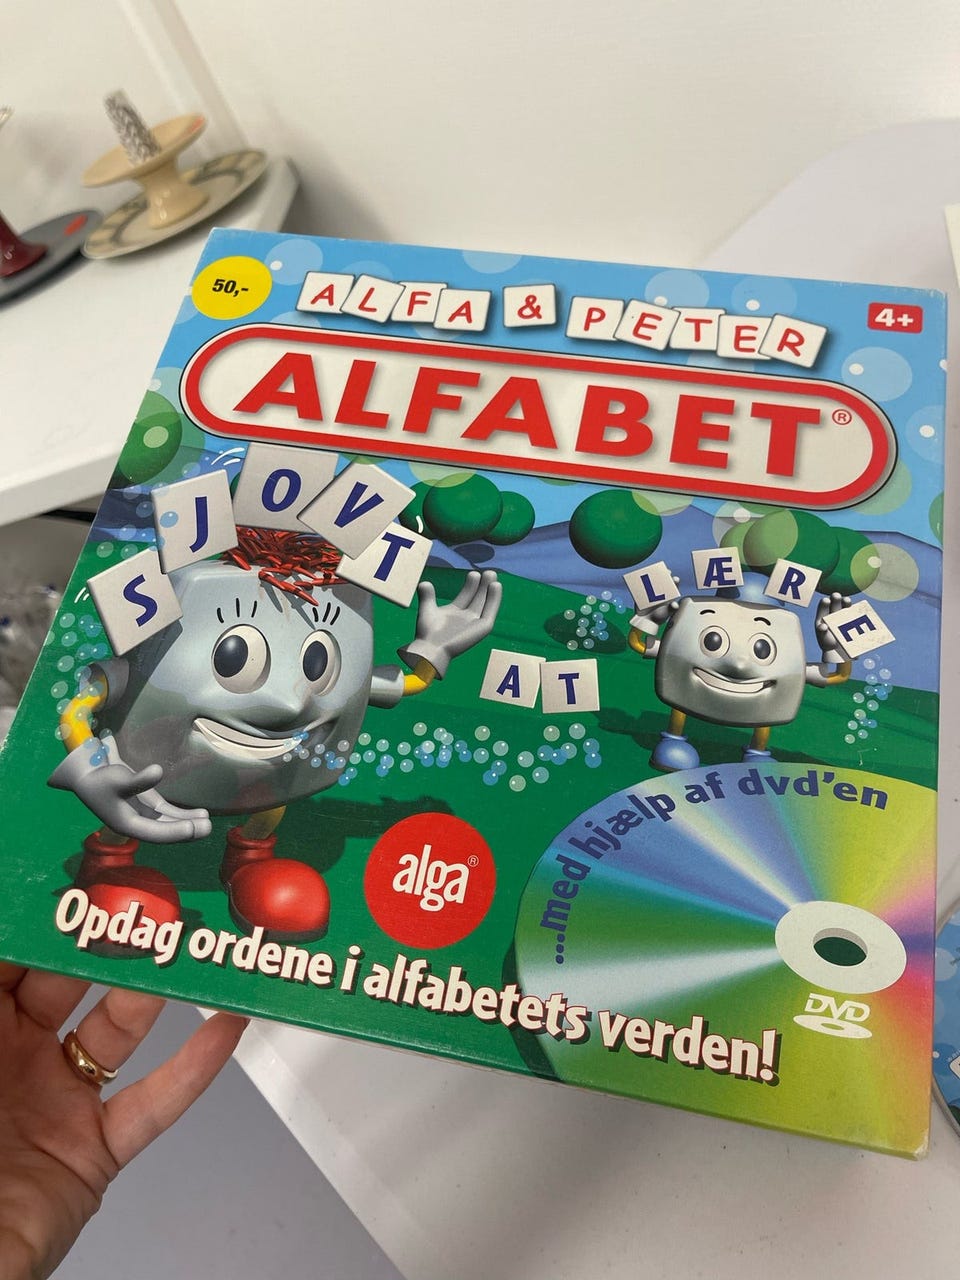 50,-
ALFA & PETER
4+
ALFABET®
SJOVT
AT
LÆRE
...med hjælp af dvd'en
alga®
DVD
Opdag ordene i alfabetets verden!